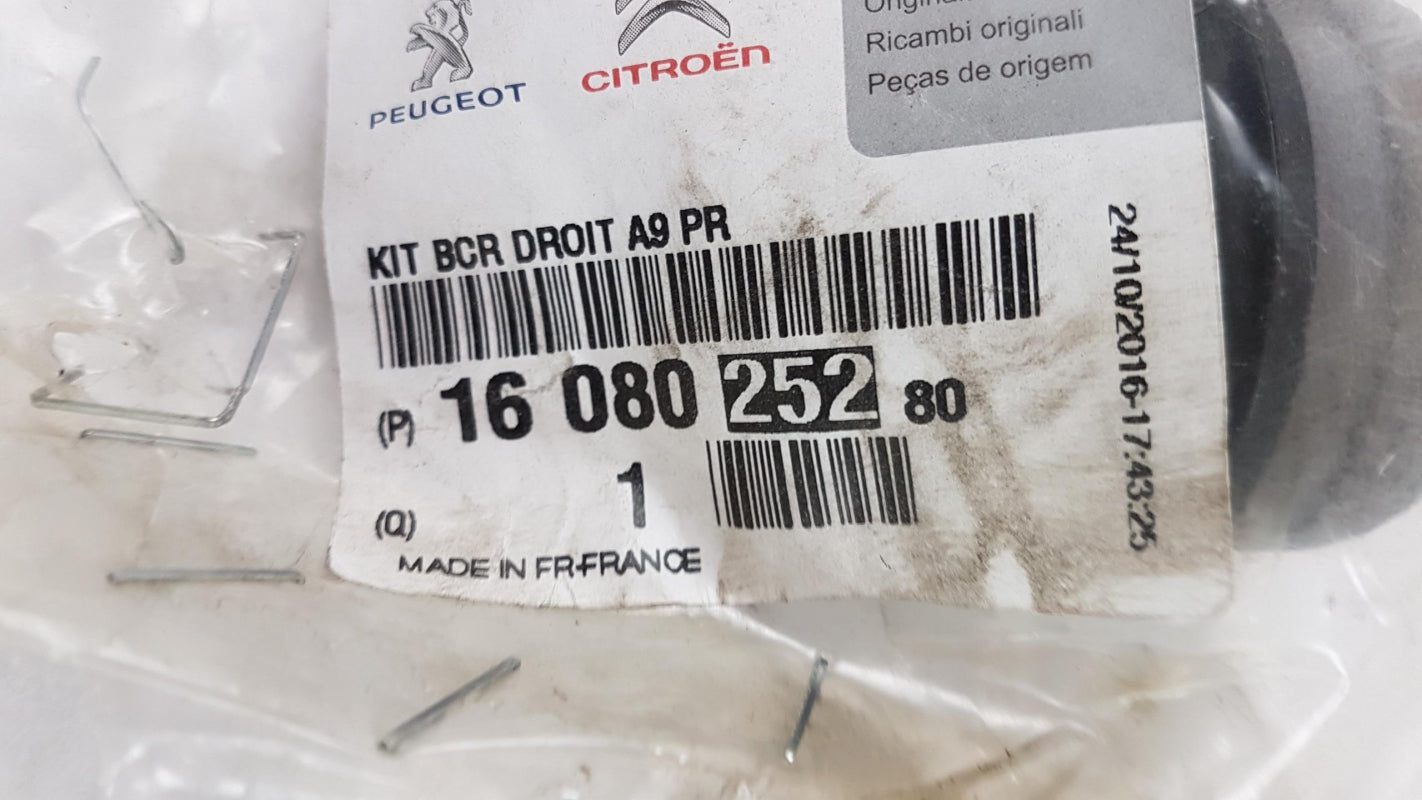 PEUGEOT
CITROËN
Ricambi originali
Peças de origem
KIT BCR DROIT A9 PR
(P) 16 080 252 80
(Q) 1
MADE IN FR-FRANCE
24/10/2016-17:43:25